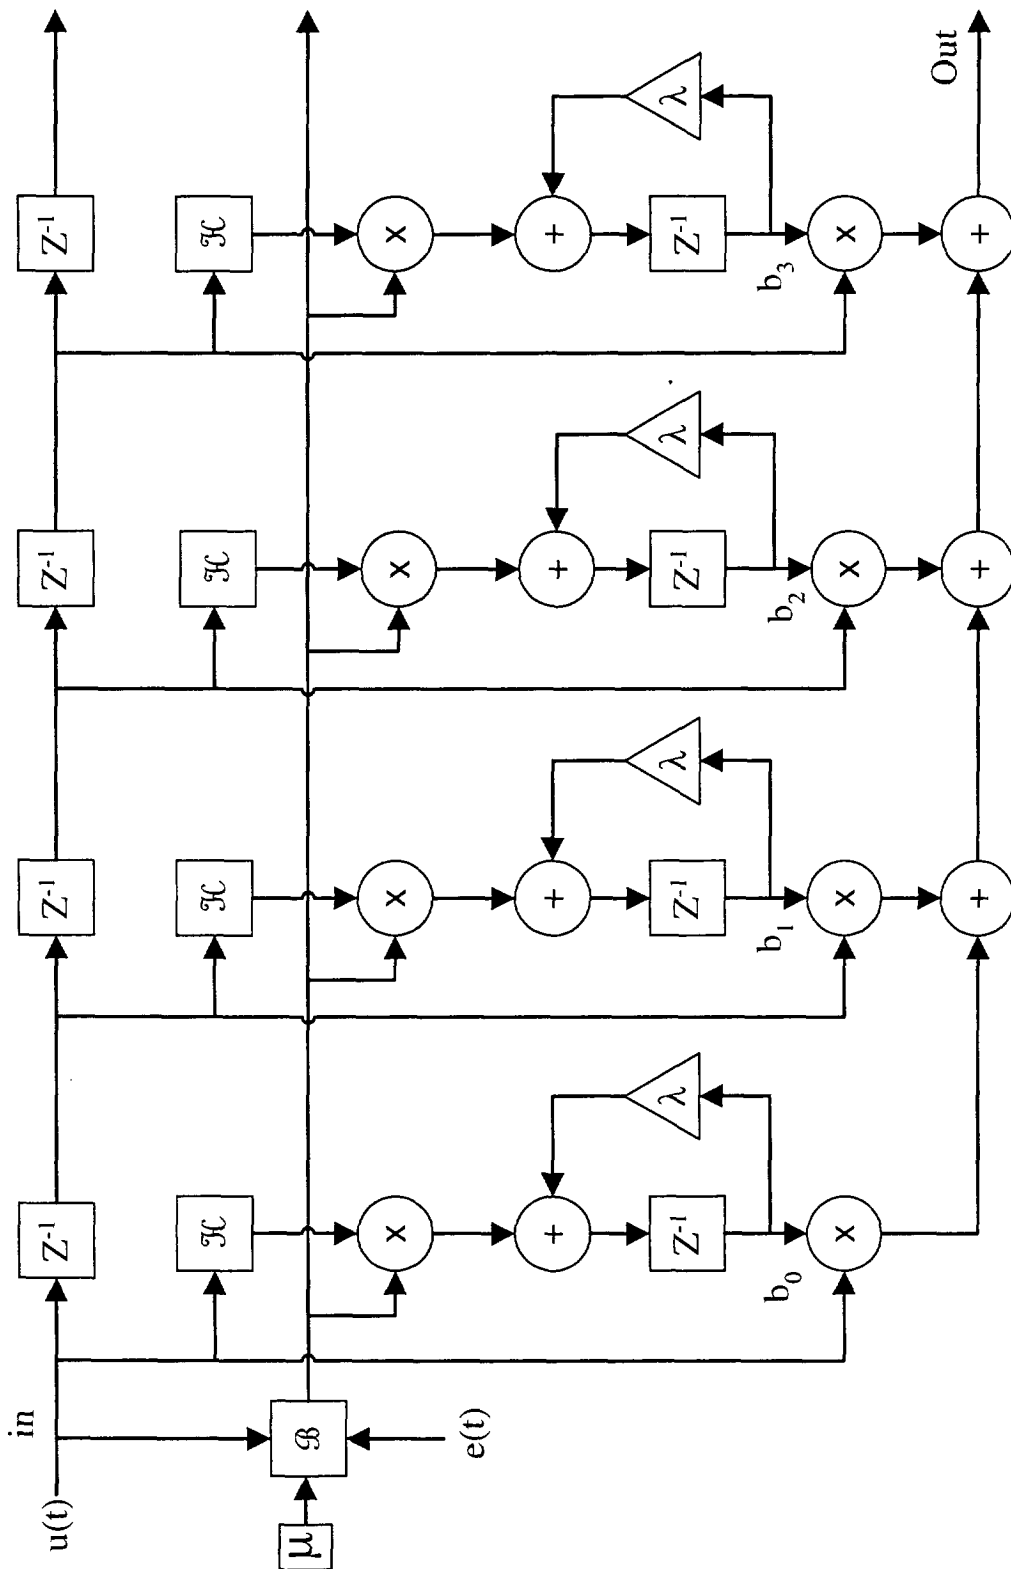 in
u(t)
Z⁻¹
Z⁻¹
Z⁻¹
Z⁻¹
ℋ
ℋ
ℋ
ℋ
μ
ℬ
e(t)
x
x
x
x
+
+
+
+
λ
λ
λ
λ
Z⁻¹
Z⁻¹
Z⁻¹
Z⁻¹
b₀
b₁
b₂
b₃
x
x
x
x
+
+
+
Out